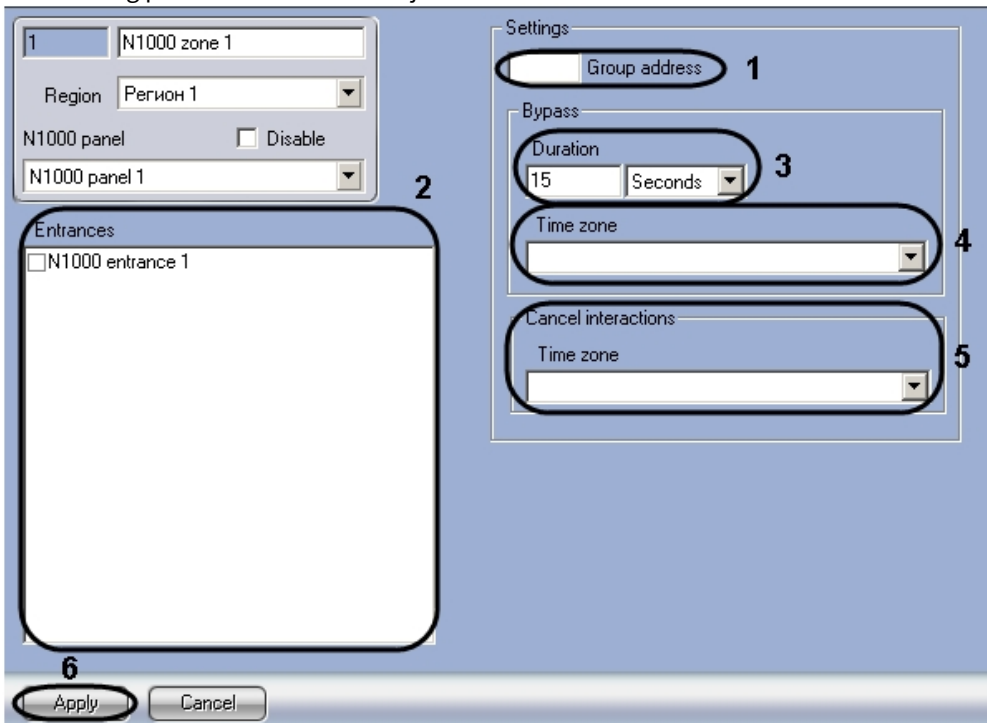 1
N1000 zone 1
Region
Регион 1
N1000 panel
Disable
N1000 panel 1
2
Entrances
N1000 entrance 1
Settings
Group address
1
Bypass
Duration
15
Seconds
3
Time zone
4
Cancel interactions
Time zone
5
6
Apply
Cancel